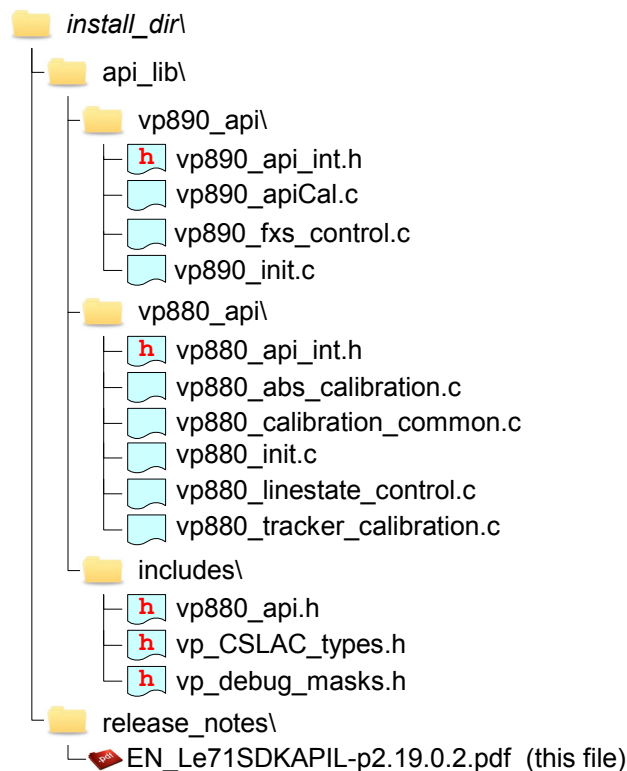 install_dir\
api_lib\
vp890_api\
h vp890_api_int.h
vp890_apiCal.c
vp890_fxs_control.c
vp890_init.c
vp880_api\
h vp880_api_int.h
vp880_abs_calibration.c
vp880_calibration_common.c
vp880_init.c
vp880_linestate_control.c
vp880_tracker_calibration.c
includes\
h vp880_api.h
h vp_CSLAC_types.h
h vp_debug_masks.h
release_notes\
pdf EN_Le71SDKAPIL-p2.19.0.2.pdf (this file)